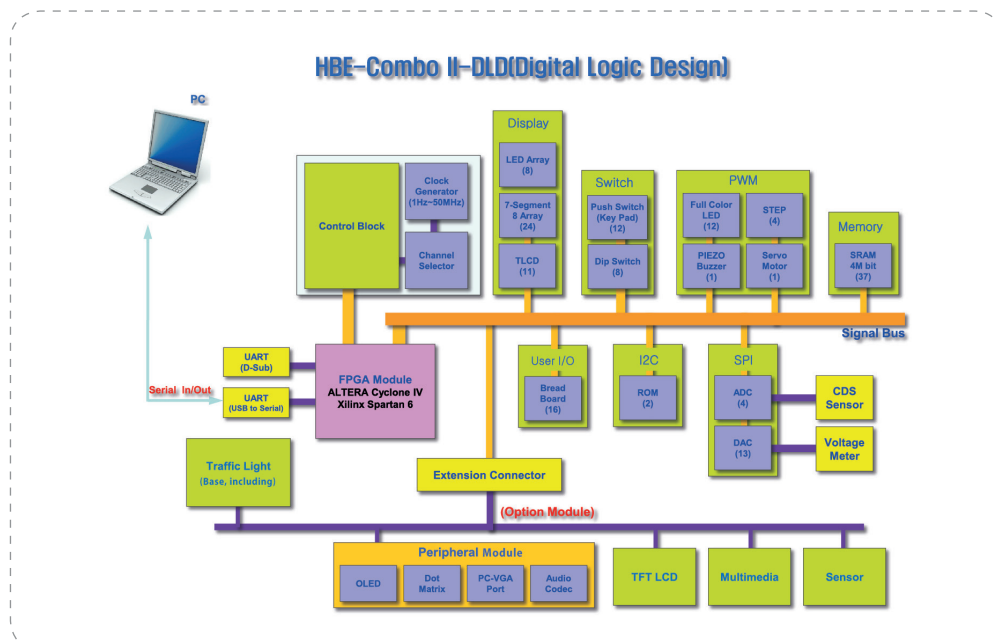 HBE-Combo II-DLD(Digital Logic Design)
PC
Display
LED Array
(8)
7-Segment
8 Array
(24)
TLCD
(11)
Control Block
Clock
Generator
(1Hz~50MHz)
Channel
Selector
Switch
Push Switch
(Key Pad)
(12)
Dip Switch
(8)
PWM
Full Color
LED
(12)
STEP
(4)
PIEZO
Buzzer
(1)
Servo
Motor
(1)
Memory
SRAM
4M bit
(37)
Signal Bus
UART
(D-Sub)
Serial In/Out
UART
(USB to Serial)
FPGA Module
ALTERA Cyclone IV
Xilinx Spartan 6
User I/O
Bread
Board
(16)
I2C
ROM
(2)
SPI
ADC
(4)
DAC
(13)
CDS
Sensor
Voltage
Meter
Traffic Light
(Base, including)
Extension Connector
(Option Module)
Peripheral Module
OLED
Dot
Matrix
PC-VGA
Port
Audio
Codec
TFT LCD
Multimedia
Sensor